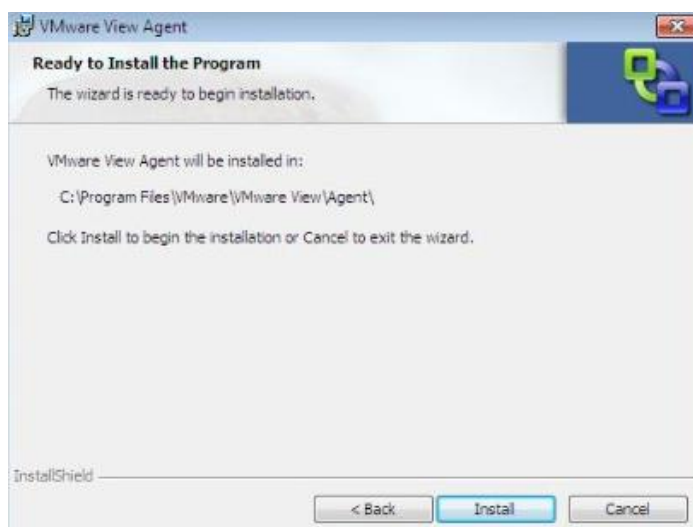 VMware View Agent
Ready to Install the Program
The wizard is ready to begin installation.
VMware View Agent will be installed in:
C:\Program Files\VMware\VMware View\Agent\
Click Install to begin the installation or Cancel to exit the wizard.
InstallShield
< Back Install Cancel